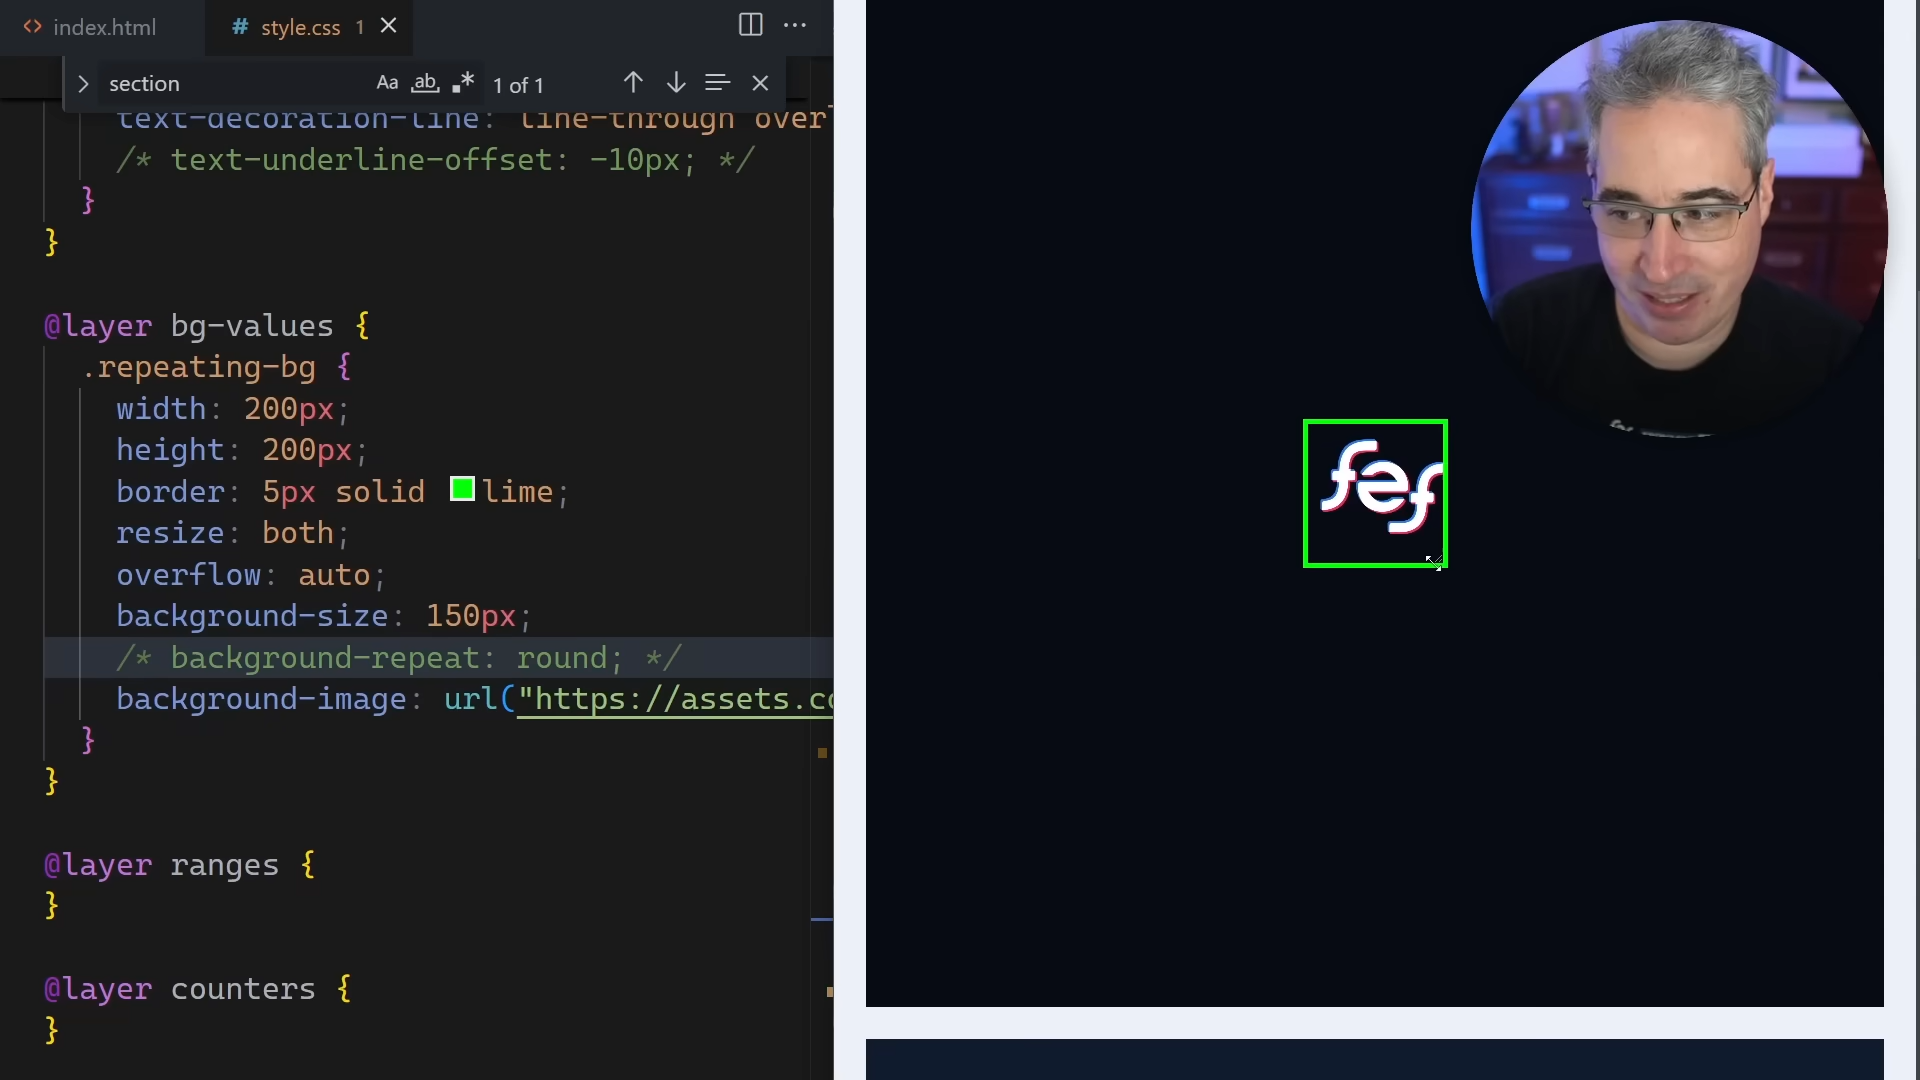 index.html
style.css 1
section
Aa ab 1 of 1
text-decoration-line: line-through over
/* text-underline-offset: -10px; */
}
}
@layer bg-values {
.repeating-bg {
width: 200px;
height: 200px;
border: 5px solid lime;
resize: both;
overflow: auto;
background-size: 150px;
/* background-repeat: round; */
background-image: url("https://assets.co
}
}
@layer ranges {
}
@layer counters {
}
fef